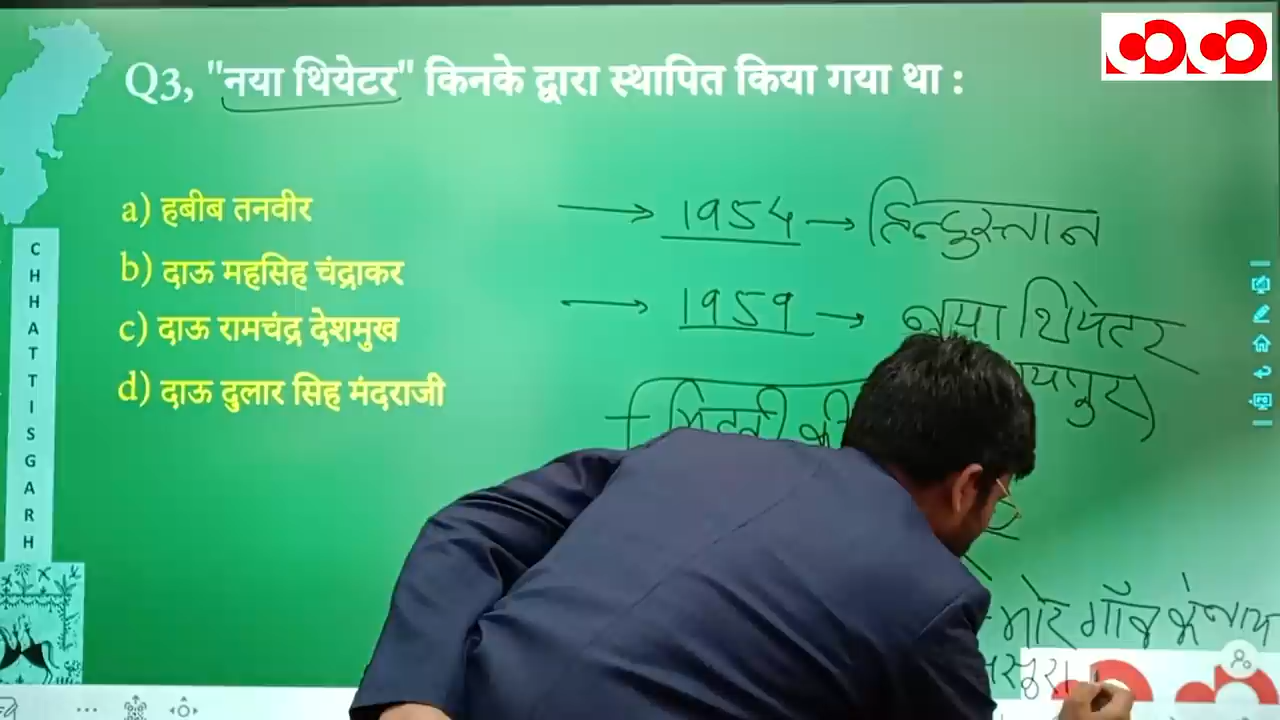 Q3, "नया थियेटर" किनके द्वारा स्थापित किया गया था :
a) हबीब तनवीर
b) दाऊ महसिह चंद्राकर
c) दाऊ रामचंद्र देशमुख
d) दाऊ दुलार सिह मंदराजी
1954 → हिन्दुस्तान
1959 → नया थियेटर
CHHATTISGARH
मोर गॉव के नाम